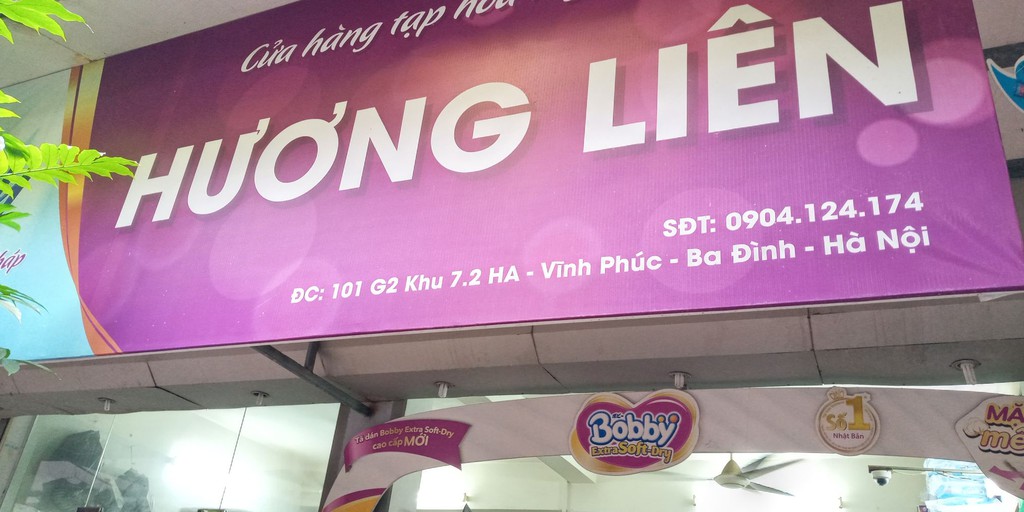 Cửa hàng tạp hoá
HƯƠNG LIÊN
SĐT: 0904.124.174
ĐC: 101 G2 Khu 7.2 HA - Vĩnh Phúc - Ba Đình - Hà Nội
Tã dán Bobby Extra Soft-Dry
cao cấp MỚI
Bobby
Extra Soft-Dry
Số 1
Nhật Bản